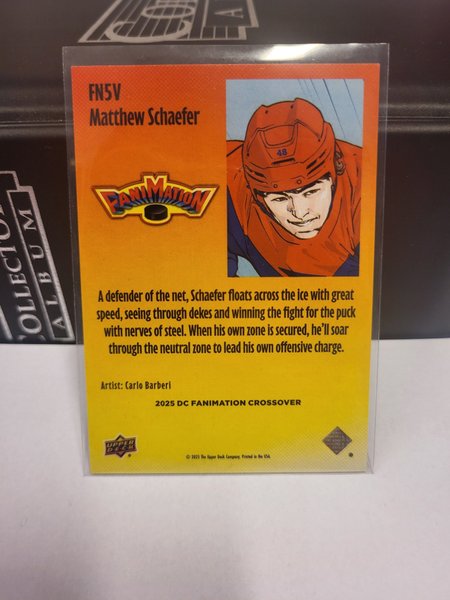 FN5V
Matthew Schaefer
FANIMATION
48
A defender of the net, Schaefer floats across the ice with great
speed, seeing through dekes and winning the fight for the puck
with nerves of steel. When his own zone is secured, he'll soar
through the neutral zone to lead his own offensive charge.
Artist: Carlo Barberi
2025 DC FANIMATION CROSSOVER
UPPER DECK
© 2025 The Upper Deck Company. Printed in the USA.
COLLECTOR
ALBUM